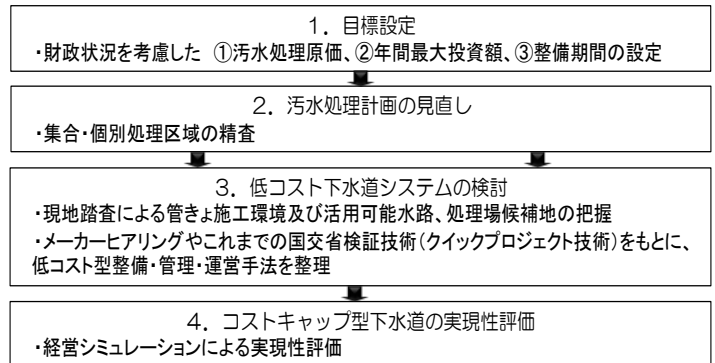 1．目標設定
・財政状況を考慮した ①汚水処理原価、②年間最大投資額、③整備期間の設定
2．汚水処理計画の見直し
・集合・個別処理区域の精査
3．低コスト下水道システムの検討
・現地踏査による管きょ施工環境及び活用可能水路、処理場候補地の把握
・メーカーヒアリングやこれまでの国交省検証技術（クイックプロジェクト技術）をもとに、
低コスト型整備・管理・運営手法を整理
4．コストキャップ型下水道の実現性評価
・経営シミュレーションによる実現性評価